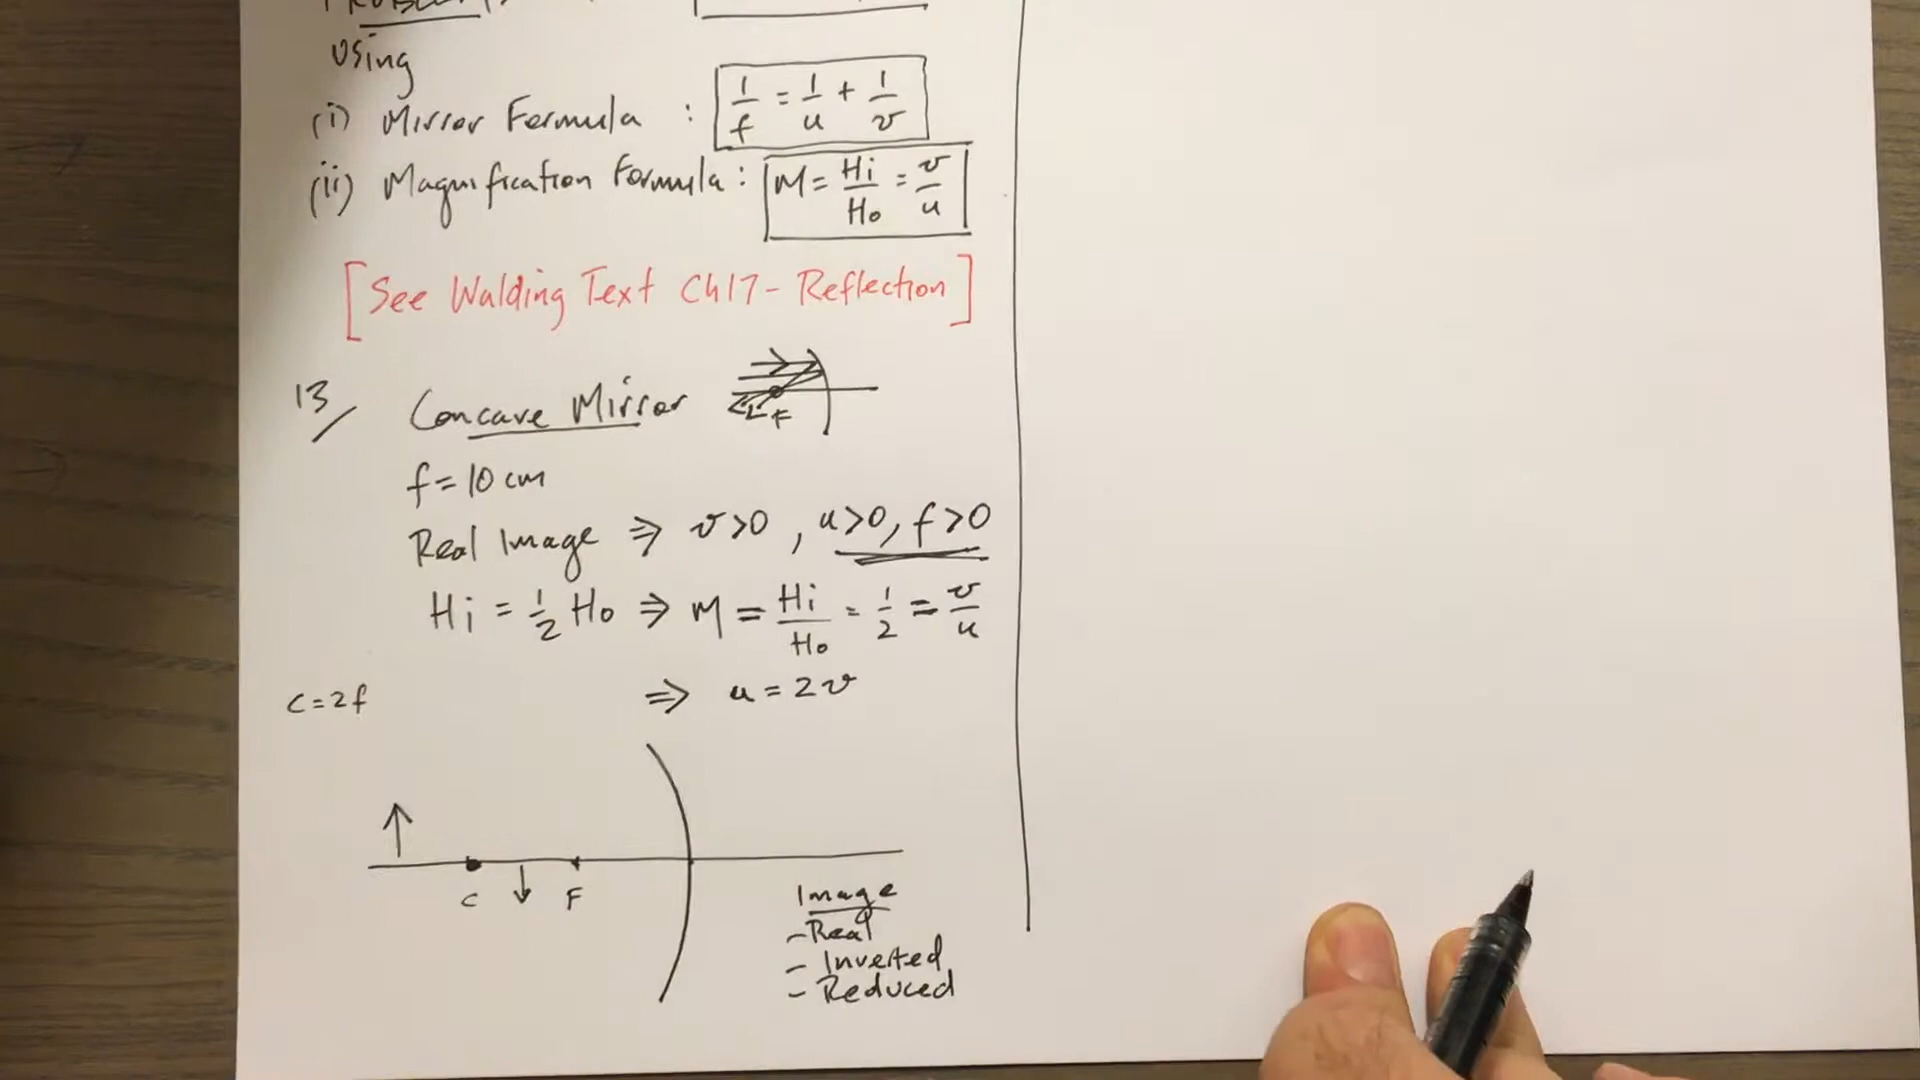 Using
(i) Mirror Formula : 1/f = 1/u + 1/v
(ii) Magnification Formula : M = Hi/Ho = v/u
[See Walding Text Ch17 - Reflection]
13/ Concave Mirror
F
f = 10 cm
Real Image ⇒ v>0 , u>0, f>0
Hi = 1/2 Ho ⇒ M = Hi/Ho = 1/2 = v/u
c = 2f ⇒ u = 2v
C F
Image
- Real
- Inverted
- Reduced